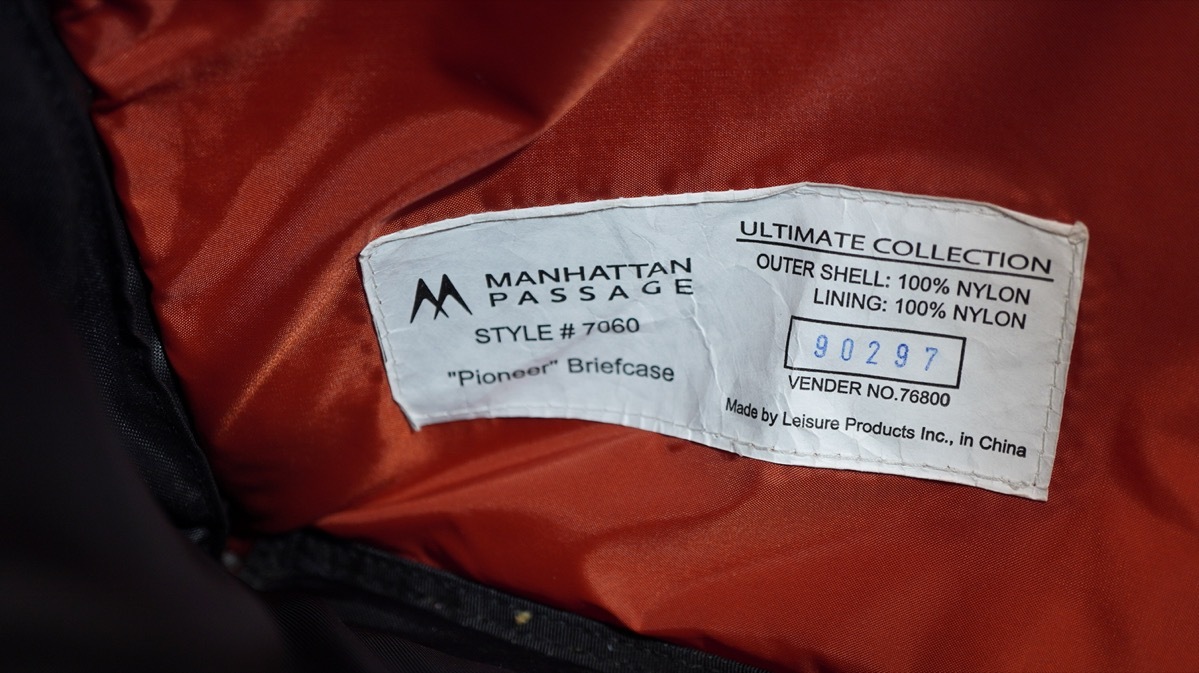 MANHATTAN
PASSAGE
STYLE # 7060
"Pioneer" Briefcase
ULTIMATE COLLECTION
OUTER SHELL: 100% NYLON
LINING: 100% NYLON
90297
VENDER NO.76800
Made by Leisure Products Inc., in China